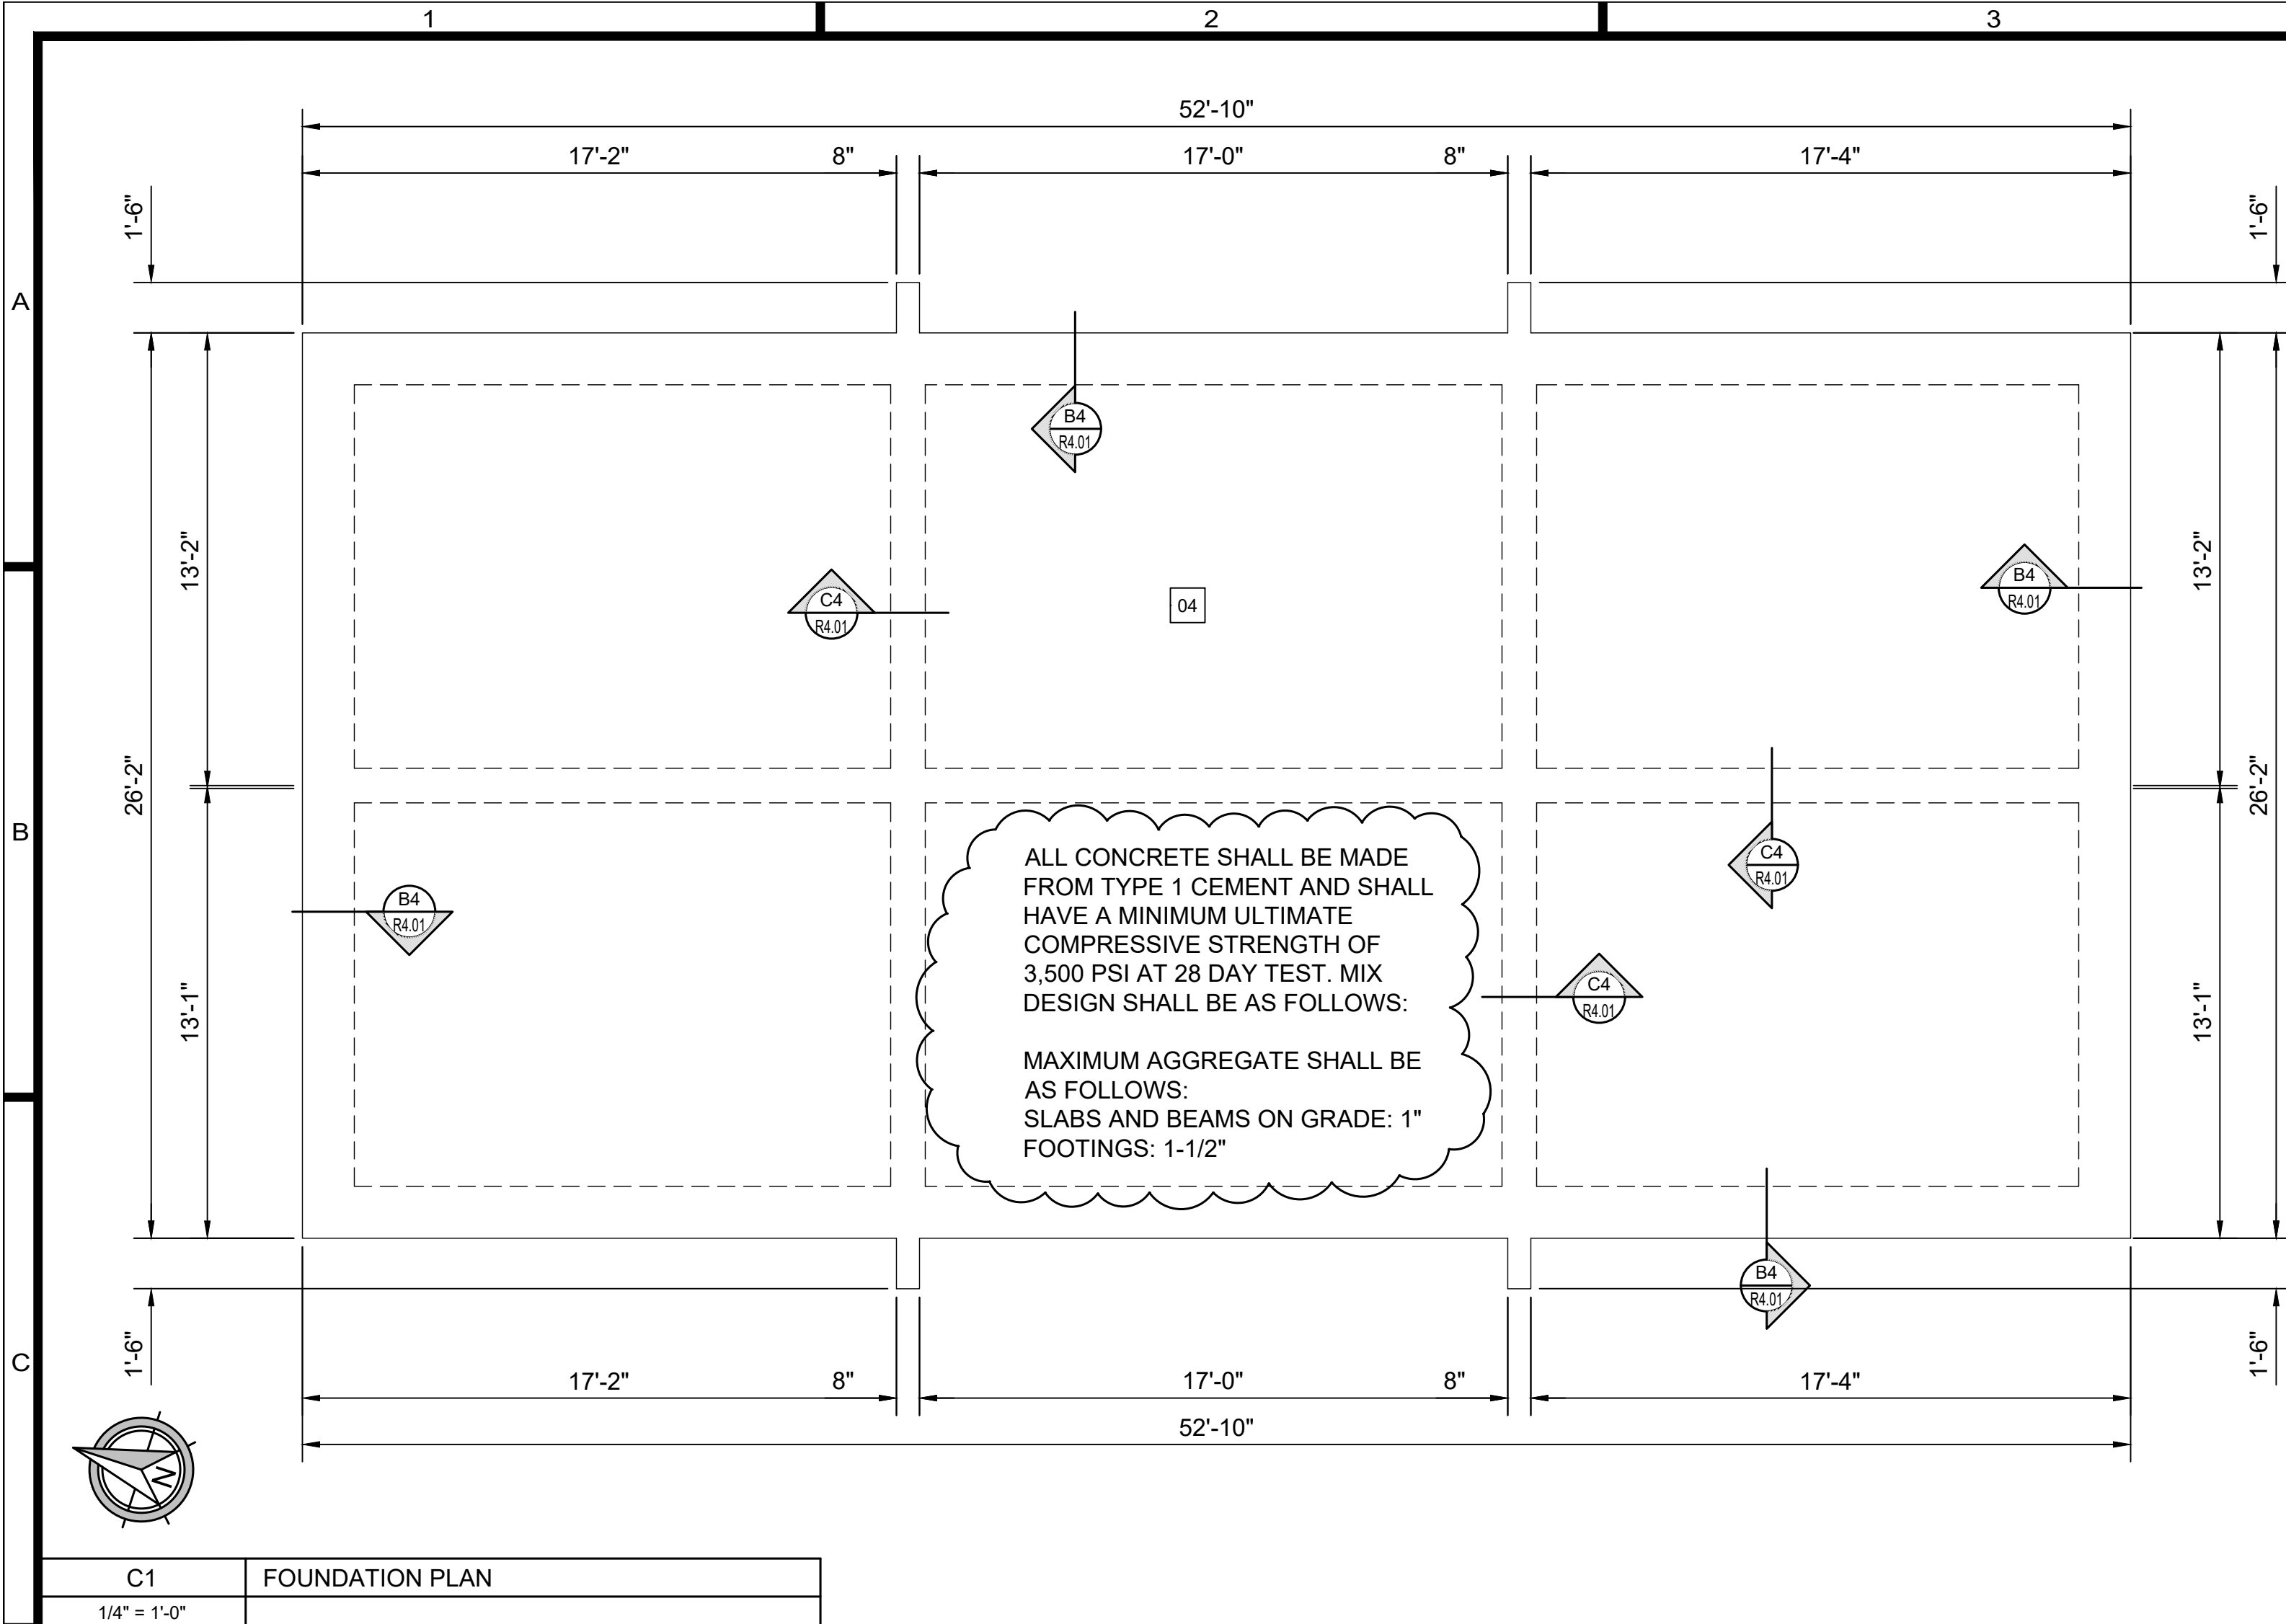 1
2
3
52'-10"
17'-2"
8"
17'-0"
8"
17'-4"
1'-6"
1'-6"
A
B4
R4.01
13'-2"
C4
R4.01
04
B4
R4.01
13'-2"
26'-2"
26'-2"
B
ALL CONCRETE SHALL BE MADE
FROM TYPE 1 CEMENT AND SHALL
HAVE A MINIMUM ULTIMATE
COMPRESSIVE STRENGTH OF
3,500 PSI AT 28 DAY TEST. MIX
DESIGN SHALL BE AS FOLLOWS:
MAXIMUM AGGREGATE SHALL BE
AS FOLLOWS:
SLABS AND BEAMS ON GRADE: 1"
FOOTINGS: 1-1/2"
C4
R4.01
B4
R4.01
C4
R4.01
13'-1"
13'-1"
B4
R4.01
C
1'-6"
1'-6"
17'-2"
8"
17'-0"
8"
17'-4"
52'-10"
N
C1
FOUNDATION PLAN
1/4" = 1'-0"